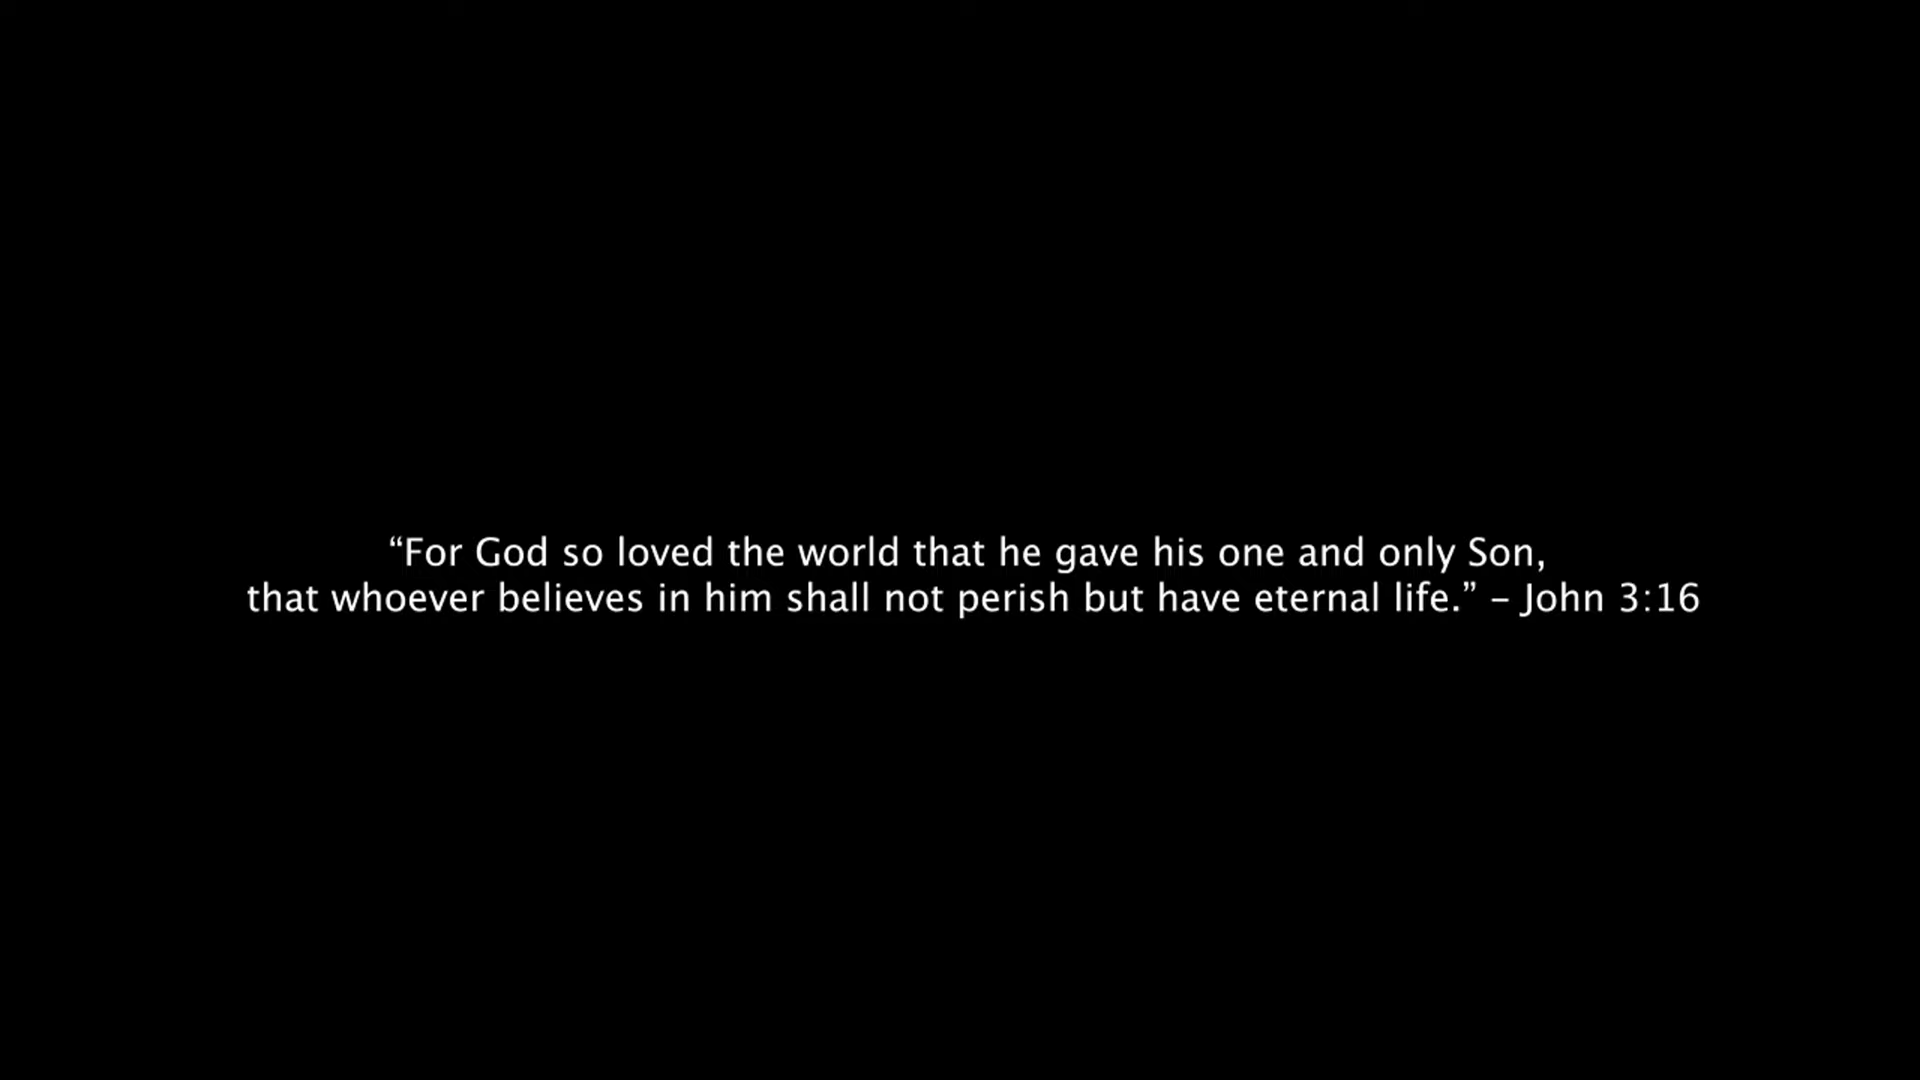 “For God so loved the world that he gave his one and only Son,
that whoever believes in him shall not perish but have eternal life.” – John 3:16